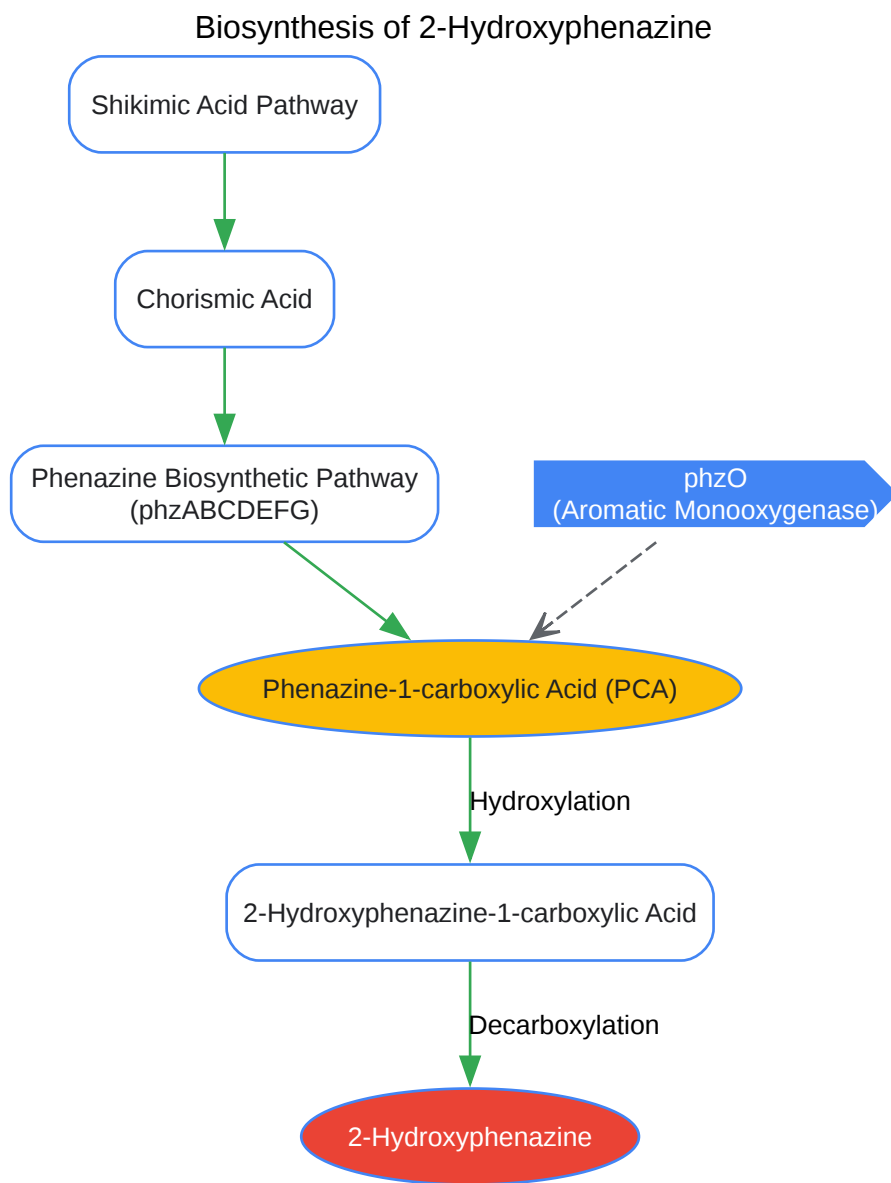 Biosynthesis of 2-Hydroxyphenazine
Shikimic Acid Pathway
Chorismic Acid
Phenazine Biosynthetic Pathway
(phzABCDEFG)
phzO
(Aromatic Monooxygenase)
Phenazine-1-carboxylic Acid (PCA)
Hydroxylation
2-Hydroxyphenazine-1-carboxylic Acid
Decarboxylation
2-Hydroxyphenazine